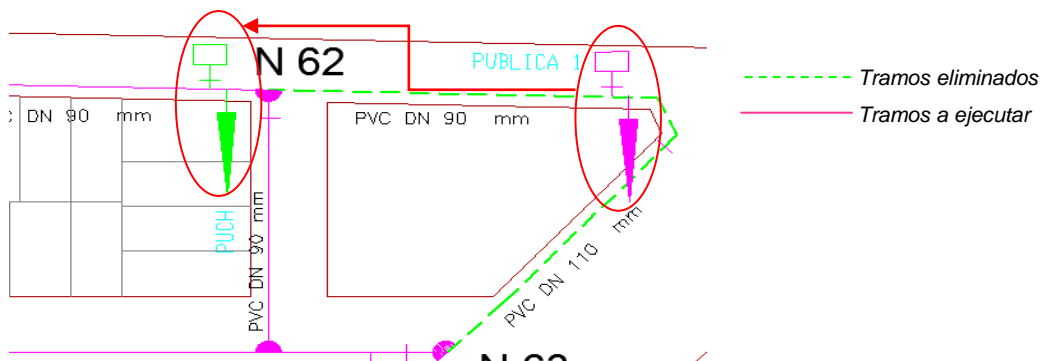 N 62
PUBLICA 1
Tramos eliminados
Tramos a ejecutar
DN 90 mm
PVC DN 90 mm
PUCH
PVC DN 90 mm
PVC DN 110 mm
N 63